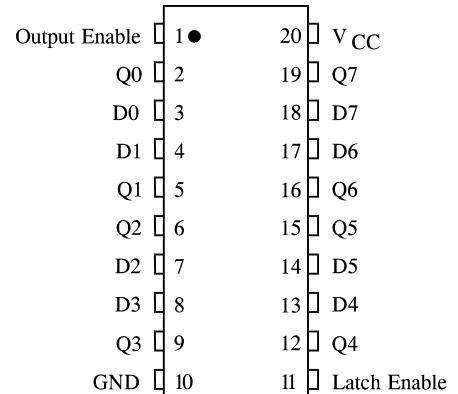 Output Enable 1 20 VCC
Q0 2 19 Q7
D0 3 18 D7
D1 4 17 D6
Q1 5 16 Q6
Q2 6 15 Q5
D2 7 14 D5
D3 8 13 D4
Q3 9 12 Q4
GND 10 11 Latch Enable